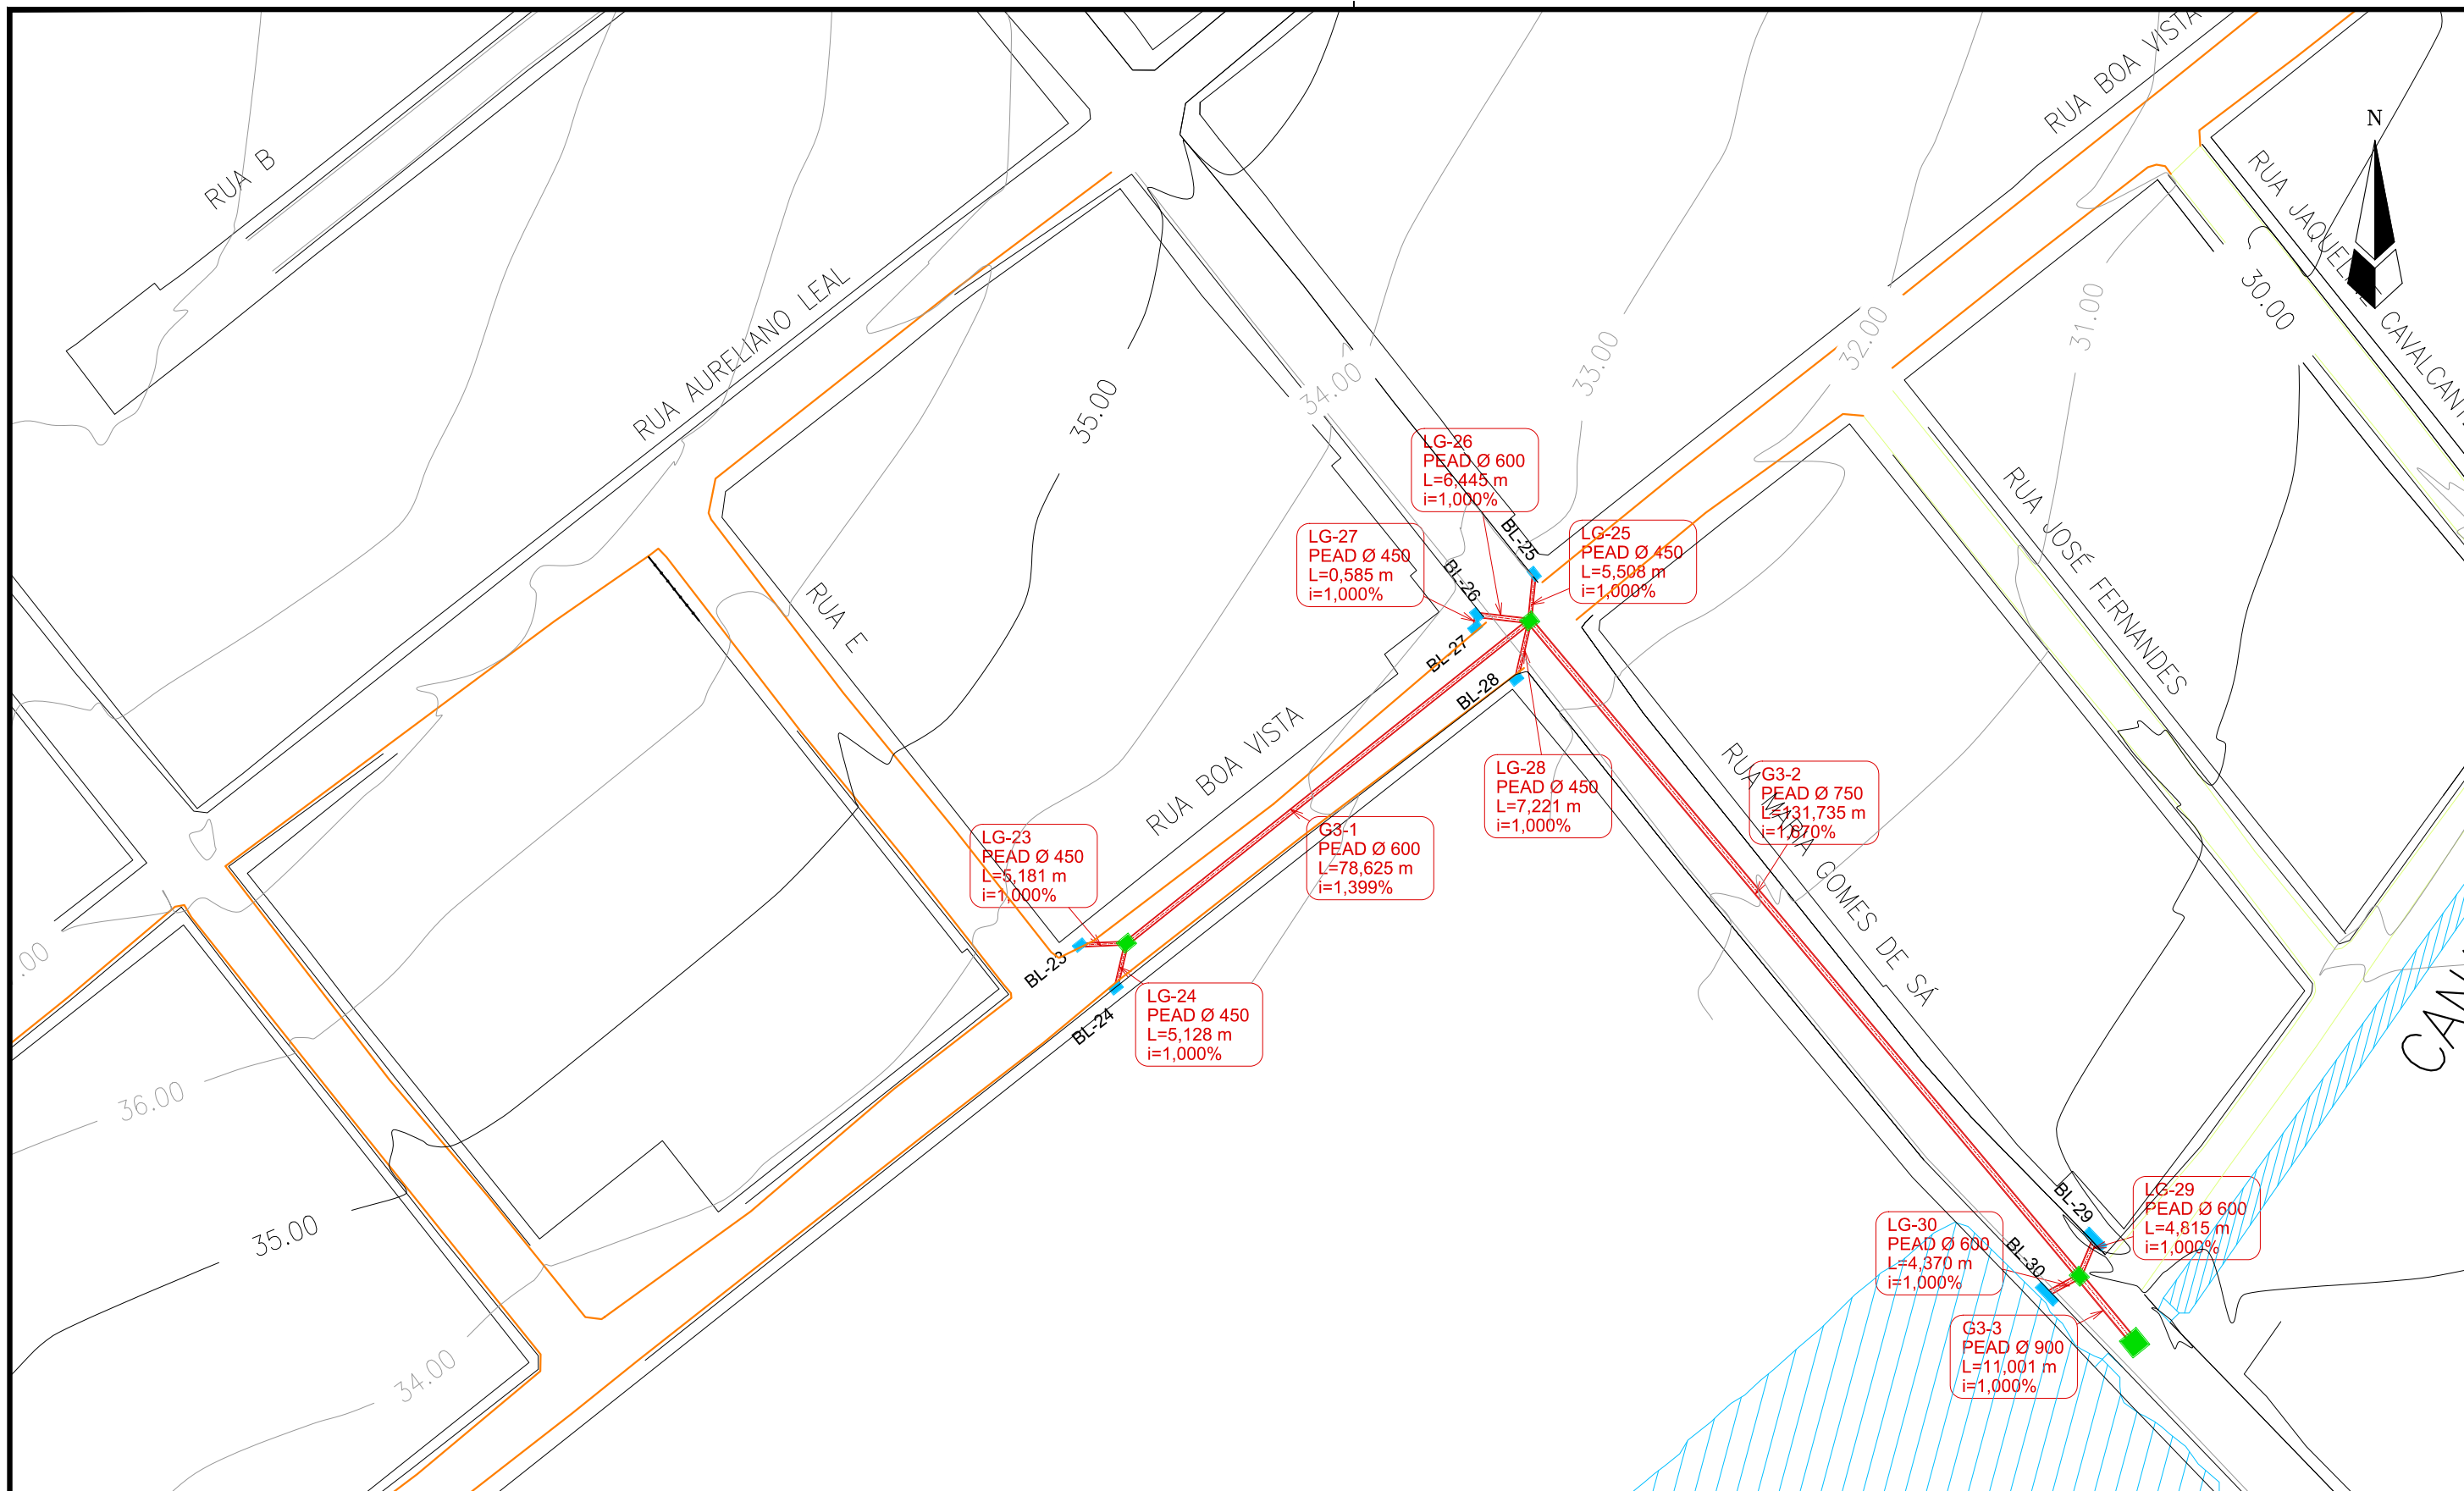 RUA BOA VISTA
N
RUA B
RUA JAQUELINE CAVALCANTI
30.00
RUA AURELIANO LEAL
31.00
32.00
33.00
34.00
35.00
LG-26
PEAD Ø 600
L=6,445 m
i=1,000%
RUA JOSÉ FERNANDES
BL-25
LG-25
PEAD Ø 450
L=5,508 m
i=1,000%
LG-27
PEAD Ø 450
L=0,585 m
i=1,000%
BL-26
RUA E
BL-27
BL-28
RUA BOA VISTA
LG-28
PEAD Ø 450
L=7,221 m
i=1,000%
RUA MARIA GOMES DE SÁ
G3-2
PEAD Ø 750
L=131,735 m
i=1,670%
LG-23
PEAD Ø 450
L=5,181 m
i=1,000%
G3-1
PEAD Ø 600
L=78,625 m
i=1,399%
.00
BL-23
LG-24
PEAD Ø 450
L=5,128 m
i=1,000%
BL-24
36.00
35.00
34.00
BL-29
LG-29
PEAD Ø 600
L=4,815 m
i=1,000%
LG-30
PEAD Ø 600
L=4,370 m
i=1,000%
BL-30
G3-3
PEAD Ø 900
L=11,001 m
i=1,000%